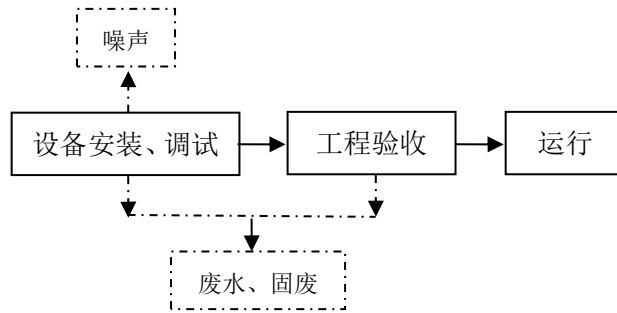 噪声
设备安装、调试
工程验收
运行
废水、固废